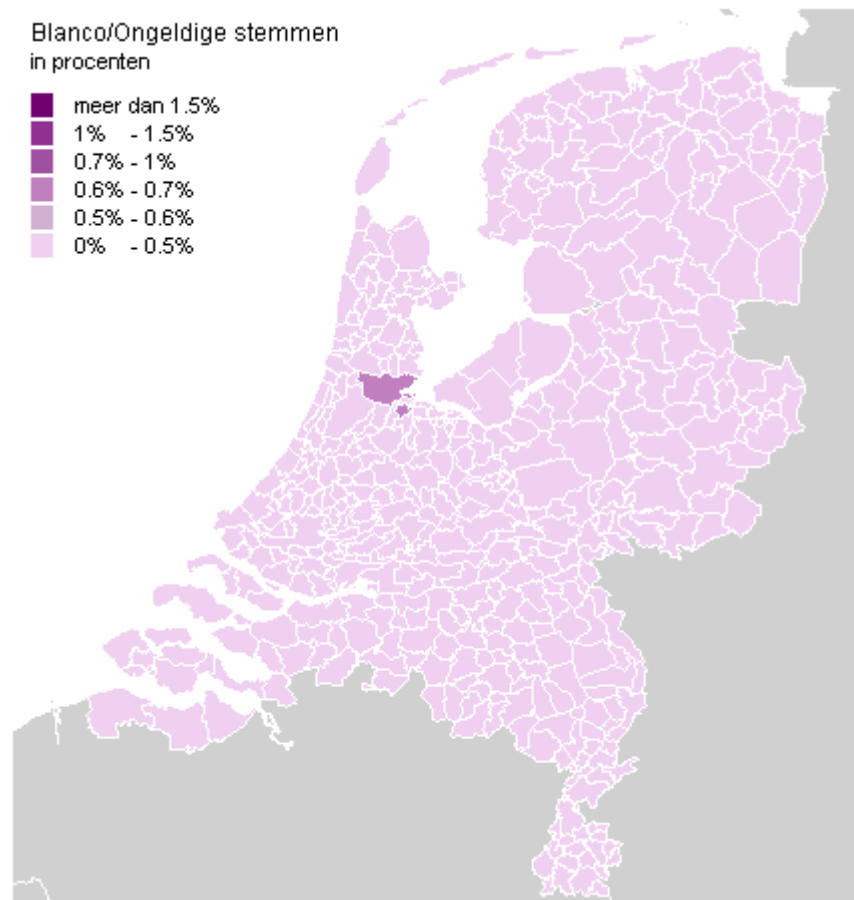 Blanco/Ongeldige stemmen
in procenten
meer dan 1.5%
1% - 1.5%
0.7% - 1%
0.6% - 0.7%
0.5% - 0.6%
0% - 0.5%